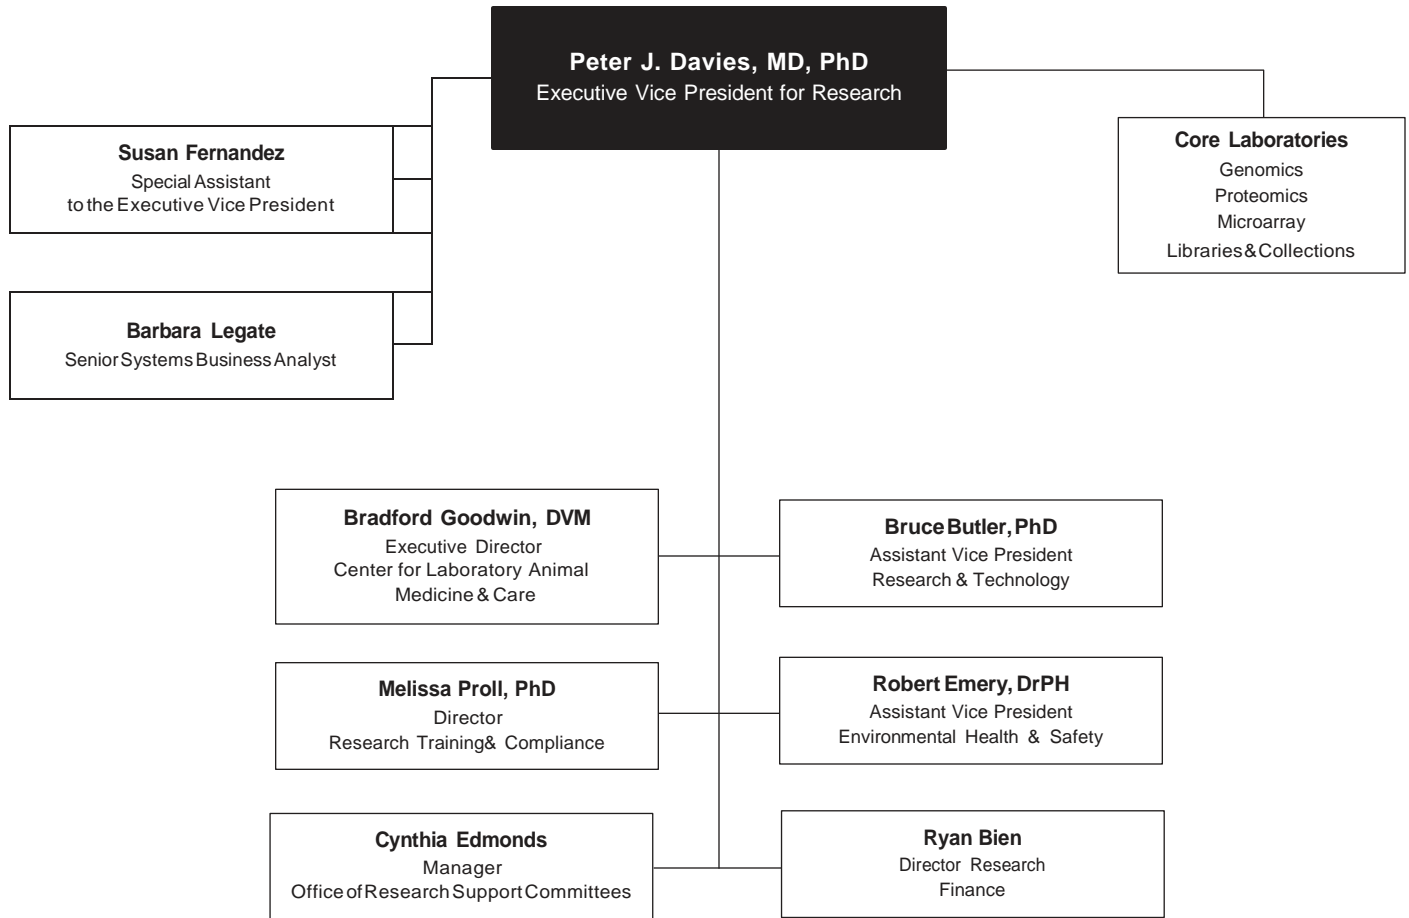 Peter J. Davies, MD, PhD
Executive Vice President for Research
Susan Fernandez
Special Assistant
to the Executive Vice President
Core Laboratories
Genomics
Proteomics
Microarray
Libraries & Collections
Barbara Legate
Senior Systems Business Analyst
Bradford Goodwin, DVM
Executive Director
Center for Laboratory Animal
Medicine & Care
Bruce Butler, PhD
Assistant Vice President
Research & Technology
Melissa Proll, PhD
Director
Research Training& Compliance
Robert Emery, DrPH
Assistant Vice President
Environmental Health & Safety
Cynthia Edmonds
Manager
Office of Research Support Committees
Ryan Bien
Director Research
Finance